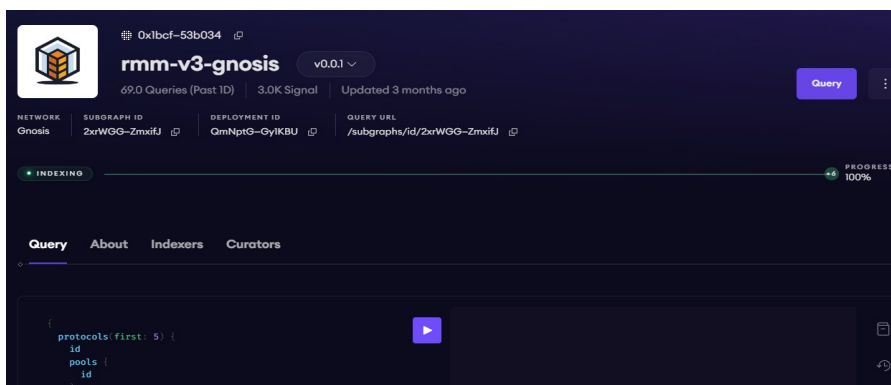 0x1bcf–53b034
rmm-v3-gnosis v0.0.1
69.0 Queries (Past 1D) 3.0K Signal Updated 3 months ago
Query
NETWORK SUBGRAPH ID DEPLOYMENT ID QUERY URL
Gnosis 2xrWGG–ZmxifJ QmNptG–Gy1KBU /subgraphs/id/2xrWGG–ZmxifJ
INDEXING +6 PROGRESS
100%
Query About Indexers Curators
{
protocols(first: 5) {
id
pools {
id